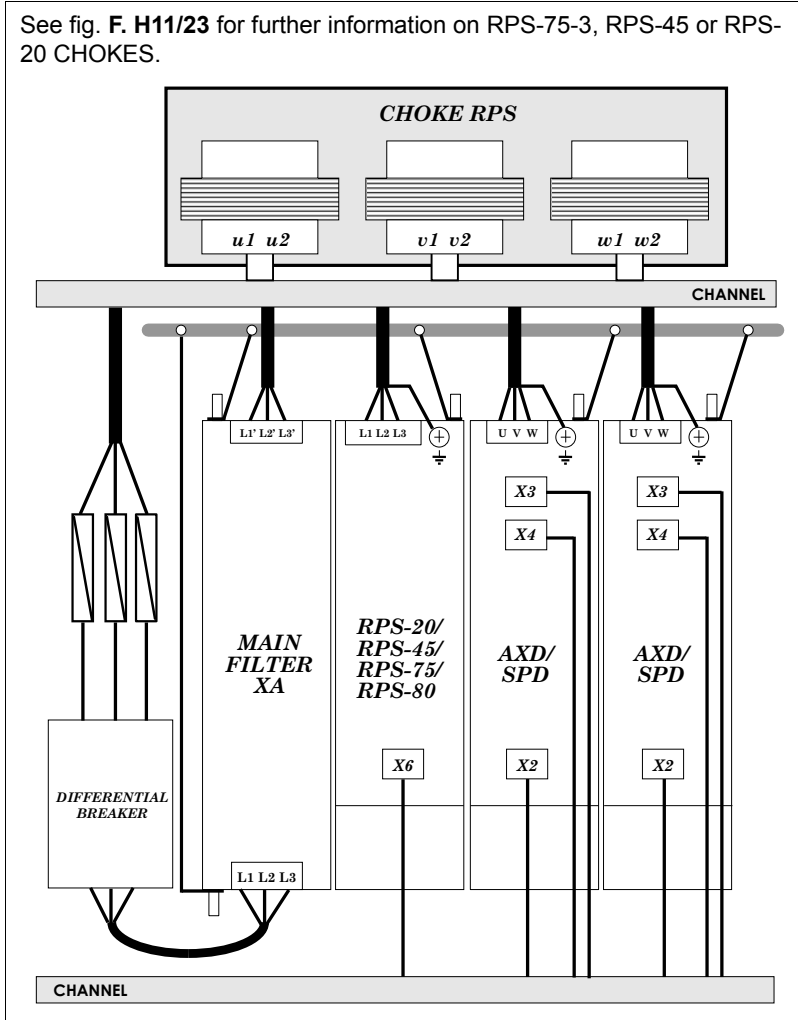 See fig. F. H11/23 for further information on RPS-75-3, RPS-45 or RPS-
20 CHOKES.
CHOKE RPS
u1 u2
v1 v2
w1 w2
CHANNEL
L1' L2' L3'
L1 L2 L3
U V W
U V W
X3
X3
X4
X4
MAIN
FILTER
XA
RPS-20/
RPS-45/
RPS-75/
RPS-80
AXD/
SPD
AXD/
SPD
X6
X2
X2
DIFFERENTIAL
BREAKER
L1 L2 L3
CHANNEL